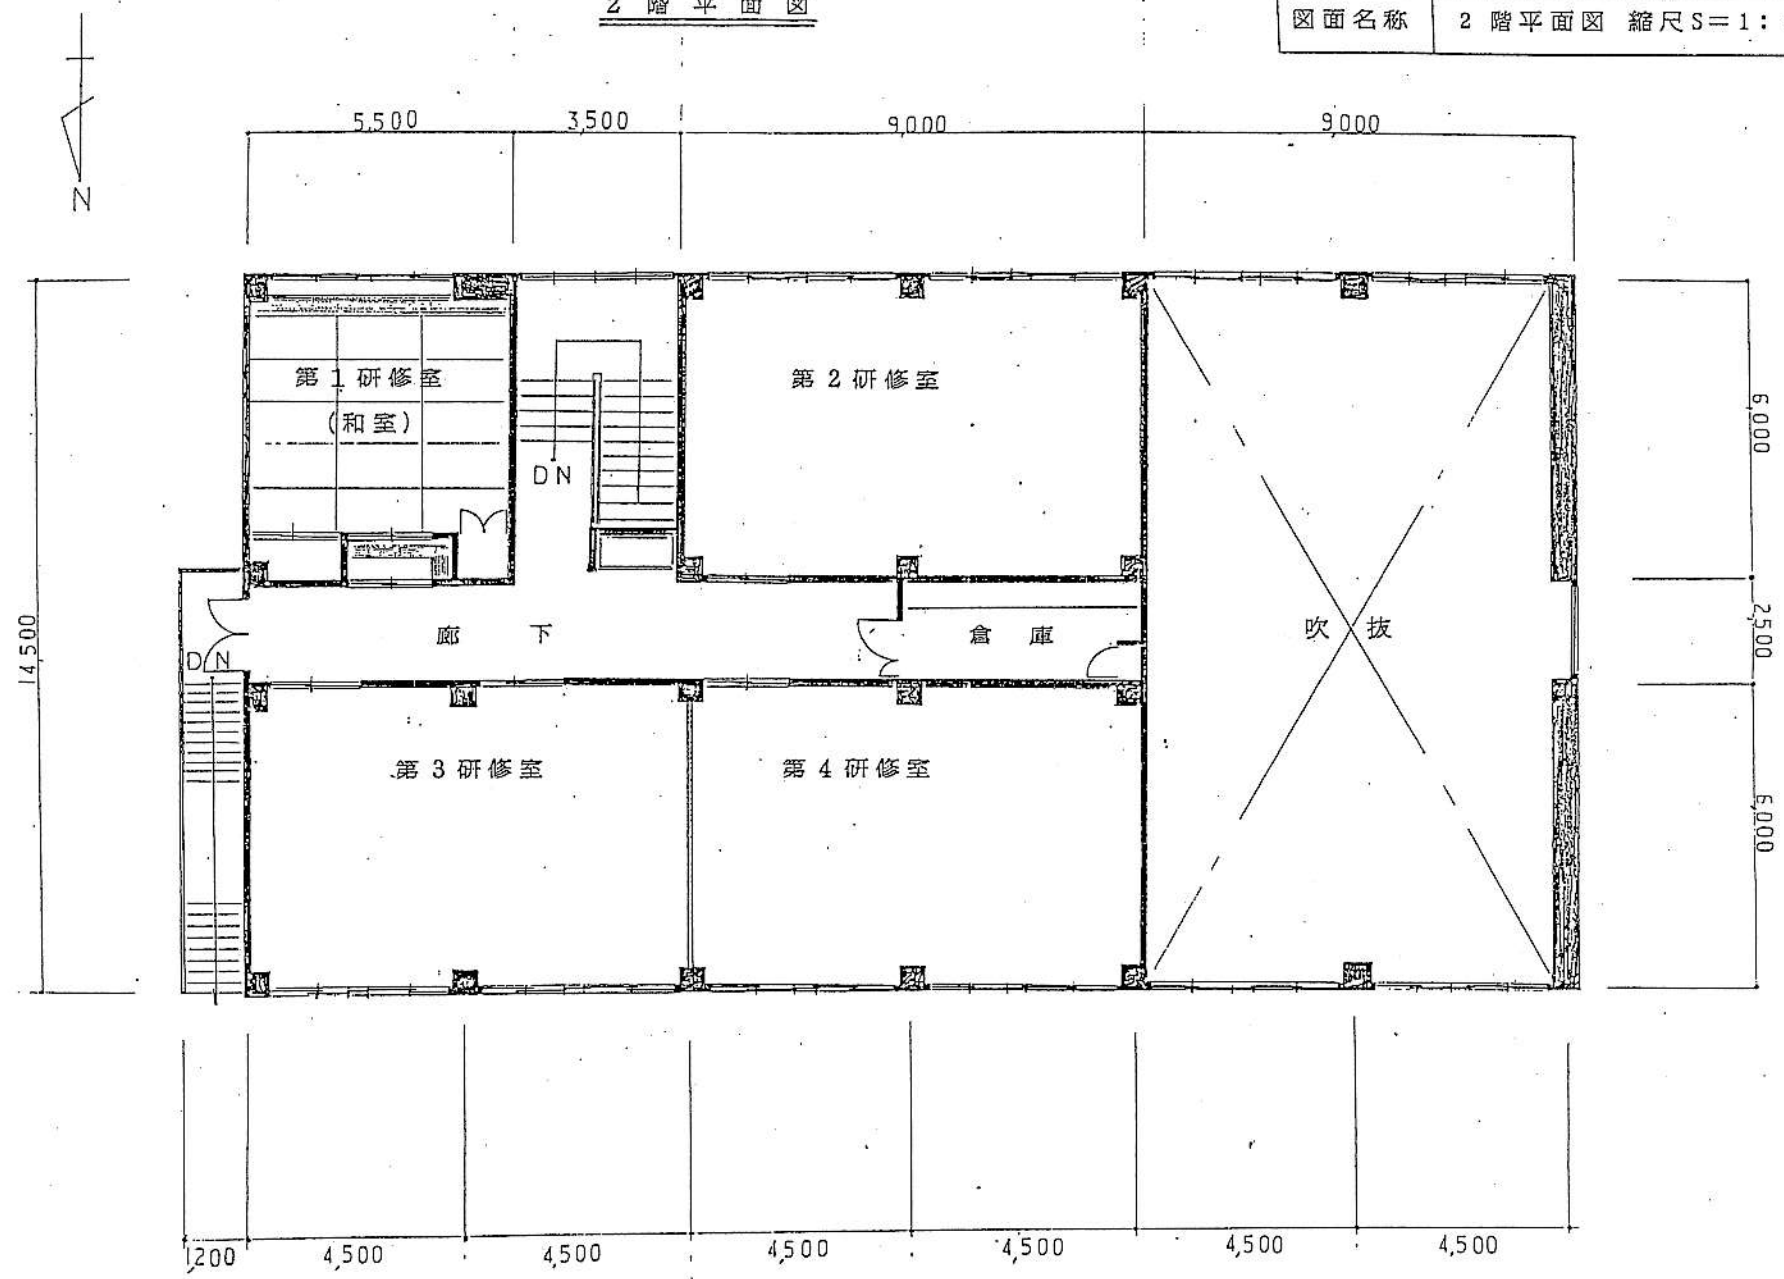 2 階 平 面 図
図面名称 2 階平面図 縮尺S=1:
N
5,500 3,500 9,000 9,000
第1研修室
(和室)
DN
第2研修室
14,500
6,000
2,500
6,000
DN
廊 下
倉 庫
吹 抜
第3研修室
第4研修室
1,200 4,500 4,500 4,500 4,500 4,500 4,500